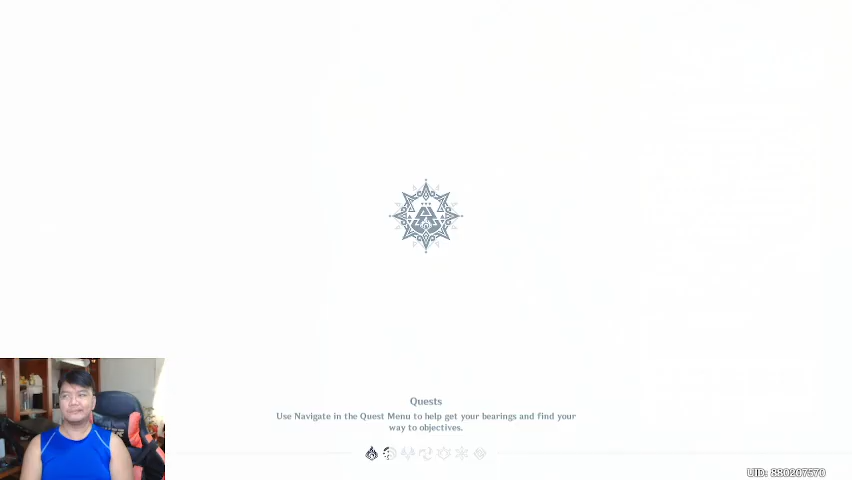 Quests
Use Navigate in the Quest Menu to help get your bearings and find your
way to objectives.
UID: 880207570